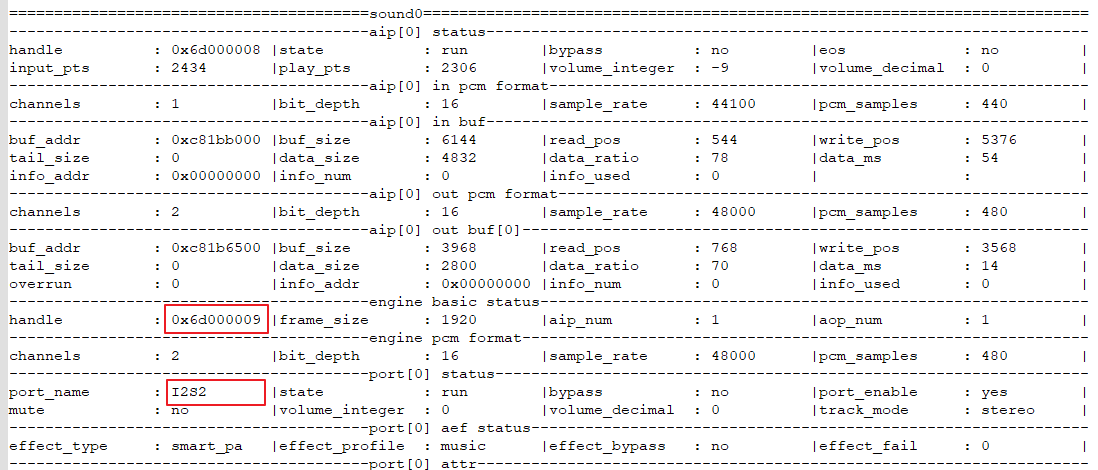 ========================================sound0==========================================================================
----------------------------------------aip[0] status-------------------------------------------------------------------
handle : 0x6d000008 |state : run |bypass : no |eos : no |
input_pts : 2434 |play_pts : 2306 |volume_integer : -9 |volume_decimal : 0 |
----------------------------------------aip[0] in pcm format------------------------------------------------------------
channels : 1 |bit_depth : 16 |sample_rate : 44100 |pcm_samples : 440 |
----------------------------------------aip[0] in buf-------------------------------------------------------------------
buf_addr : 0xc81bb000 |buf_size : 6144 |read_pos : 544 |write_pos : 5376 |
tail_size : 0 |data_size : 4832 |data_ratio : 78 |data_ms : 54 |
info_addr : 0x00000000 |info_num : 0 |info_used : 0 | : |
----------------------------------------aip[0] out pcm format-----------------------------------------------------------
channels : 2 |bit_depth : 16 |sample_rate : 48000 |pcm_samples : 480 |
----------------------------------------aip[0] out buf[0]---------------------------------------------------------------
buf_addr : 0xc81b6500 |buf_size : 3968 |read_pos : 768 |write_pos : 3568 |
tail_size : 0 |data_size : 2800 |data_ratio : 70 |data_ms : 14 |
overrun : 0 |info_addr : 0x00000000 |info_num : 0 |info_used : 0 |
----------------------------------------engine basic status-------------------------------------------------------------
handle : 0x6d000009 |frame_size : 1920 |aip_num : 1 |aop_num : 1 |
----------------------------------------engine pcm format---------------------------------------------------------------
channels : 2 |bit_depth : 16 |sample_rate : 48000 |pcm_samples : 480 |
----------------------------------------port[0] status------------------------------------------------------------------
port_name : I2S2 |state : run |bypass : no |port_enable : yes |
mute : no |volume_integer : 0 |volume_decimal : 0 |track_mode : stereo |
----------------------------------------port[0] aef status--------------------------------------------------------------
effect_type : smart_pa |effect_profile : music |effect_bypass : no |effect_fail : 0 |
----------------------------------------port[0] attr--------------------------------------------------------------------